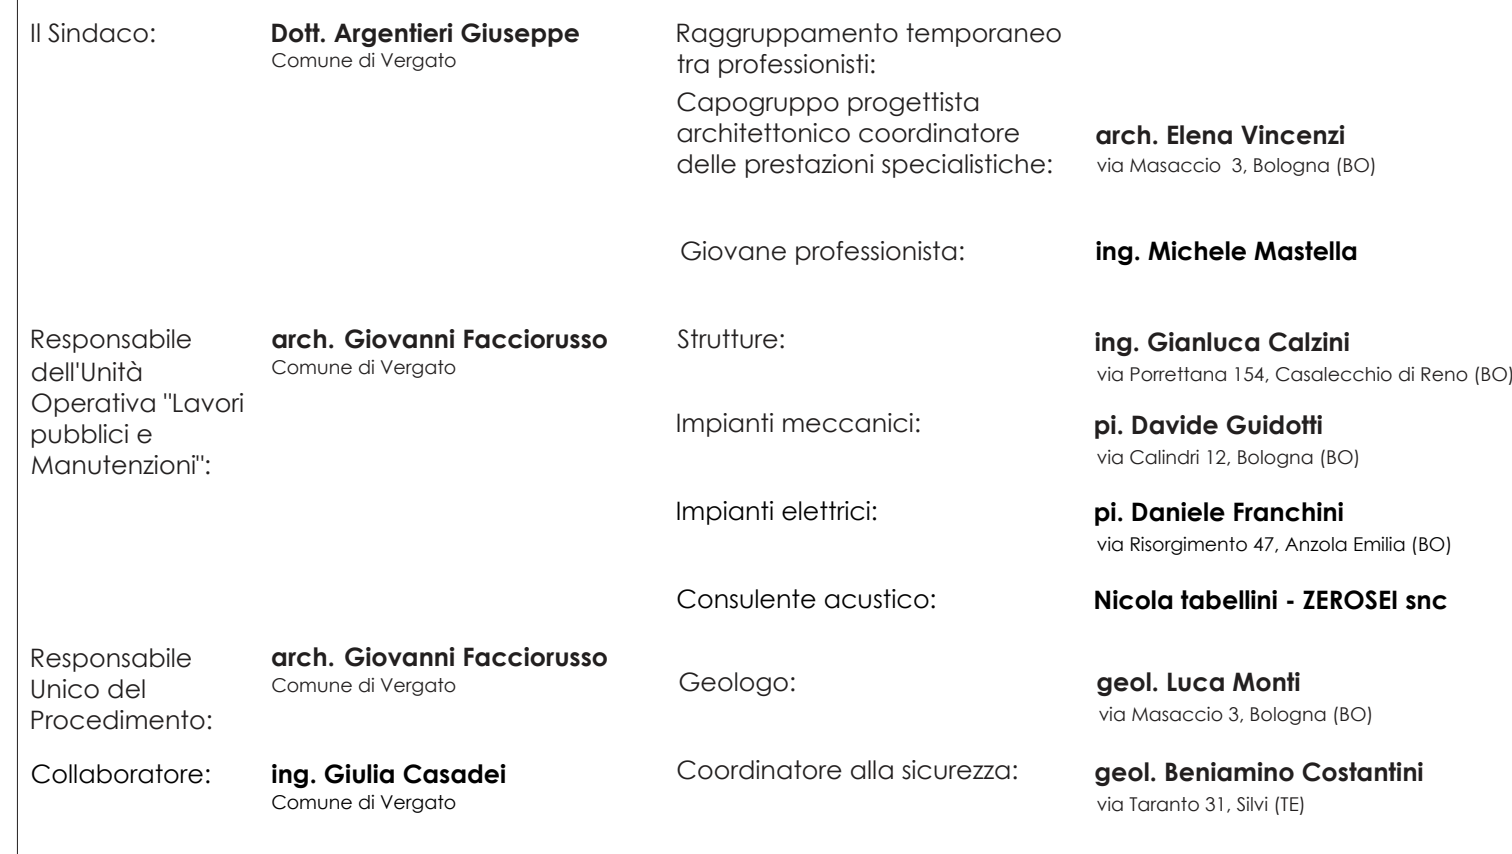 Il Sindaco:
Dott. Argentieri Giuseppe
Comune di Vergato
Responsabile
dell'Unità
Operativa "Lavori
pubblici e
Manutenzioni":
arch. Giovanni Facciorusso
Comune di Vergato
Responsabile
Unico del
Procedimento:
arch. Giovanni Facciorusso
Comune di Vergato
Collaboratore:
ing. Giulia Casadei
Comune di Vergato
Raggruppamento temporaneo
tra professionisti:
Capogruppo progettista
architettonico coordinatore
delle prestazioni specialistiche:
arch. Elena Vincenzi
via Masaccio  3, Bologna (BO)
Giovane professionista:
ing. Michele Mastella
Strutture:
ing. Gianluca Calzini
via Porrettana 154, Casalecchio di Reno (BO)
Impianti meccanici:
pi. Davide Guidotti
via Calindri 12, Bologna (BO)
Impianti elettrici:
pi. Daniele Franchini
via Risorgimento 47, Anzola Emilia (BO)
Consulente acustico:
Nicola tabellini - ZEROSEI snc
Geologo:
geol. Luca Monti
via Masaccio 3, Bologna (BO)
Coordinatore alla sicurezza:
geol. Beniamino Costantini
via Taranto 31, Silvi (TE)